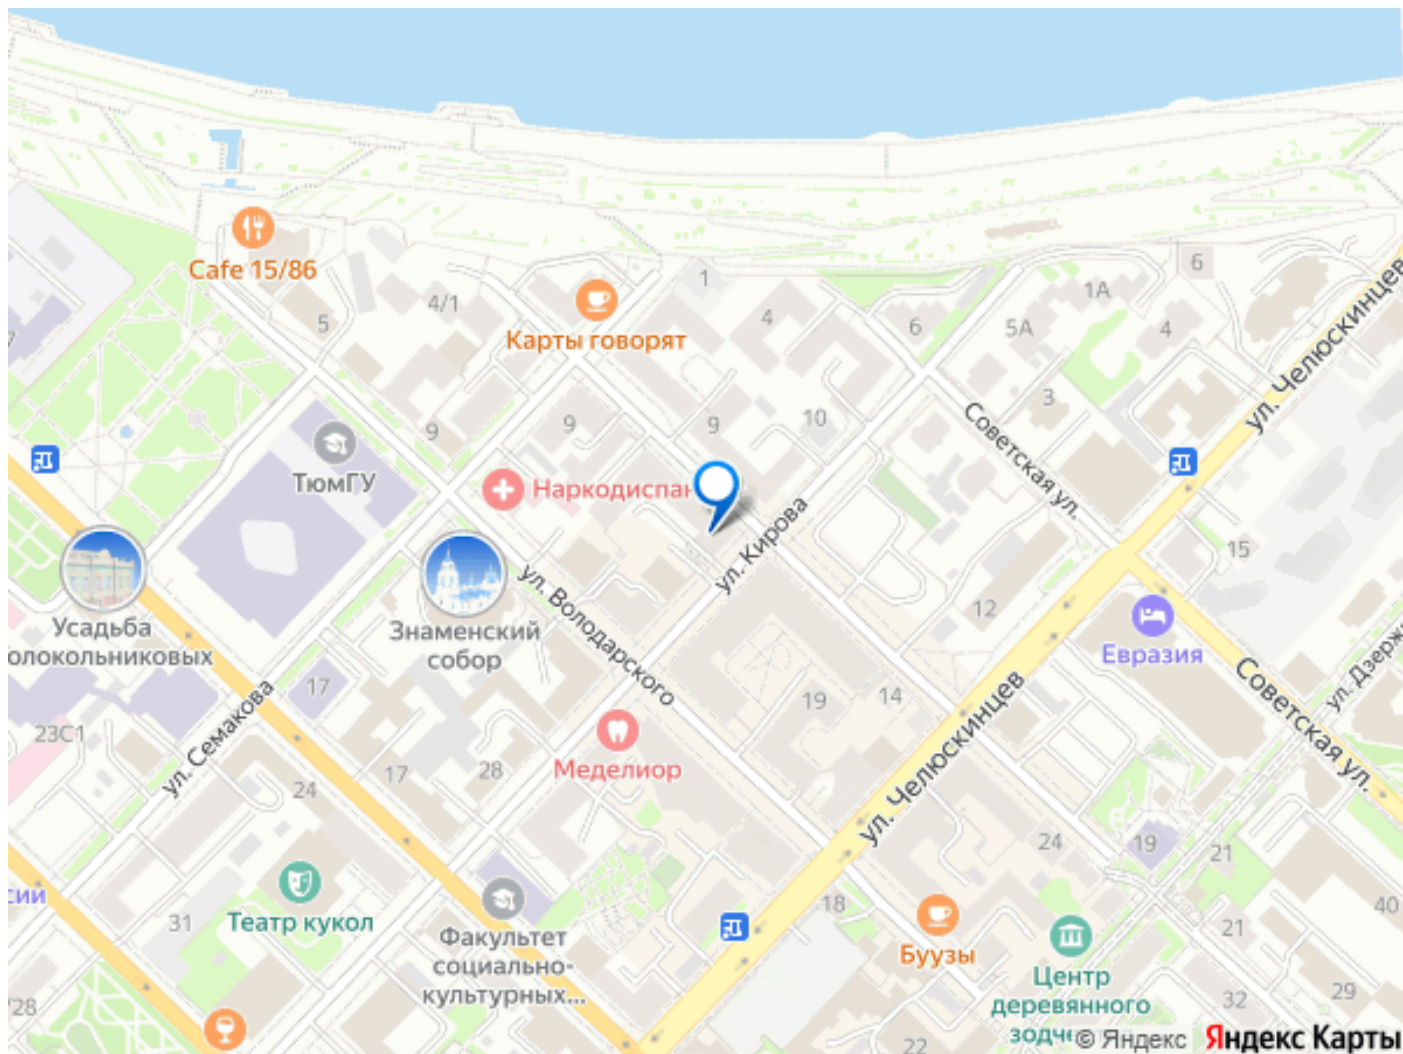 Cafe 15/86
5
4/1
Карты говорят
1
4
6
1А
6
5А
4
ул. Челюскинцев
3
10
9
9
9
Советская ул.
ТюмГУ
Наркодиспан
ул. Кирова
15
12
Усадьба
олокольниковых
Знаменский
собор
ул. Володарского
Евразия
Советская ул.
ул. Дзерж
17
ул. Семакова
23С1
19
14
ул. Челюскинцев
Меделиор
17
28
24
24
19
21
сии
Театр кукол
31
Факультет
социально-
культурных...
18
Буузы
21
40
Центр
деревянного
зодч
28
22
32
29
© Яндекс Яндекс Карты